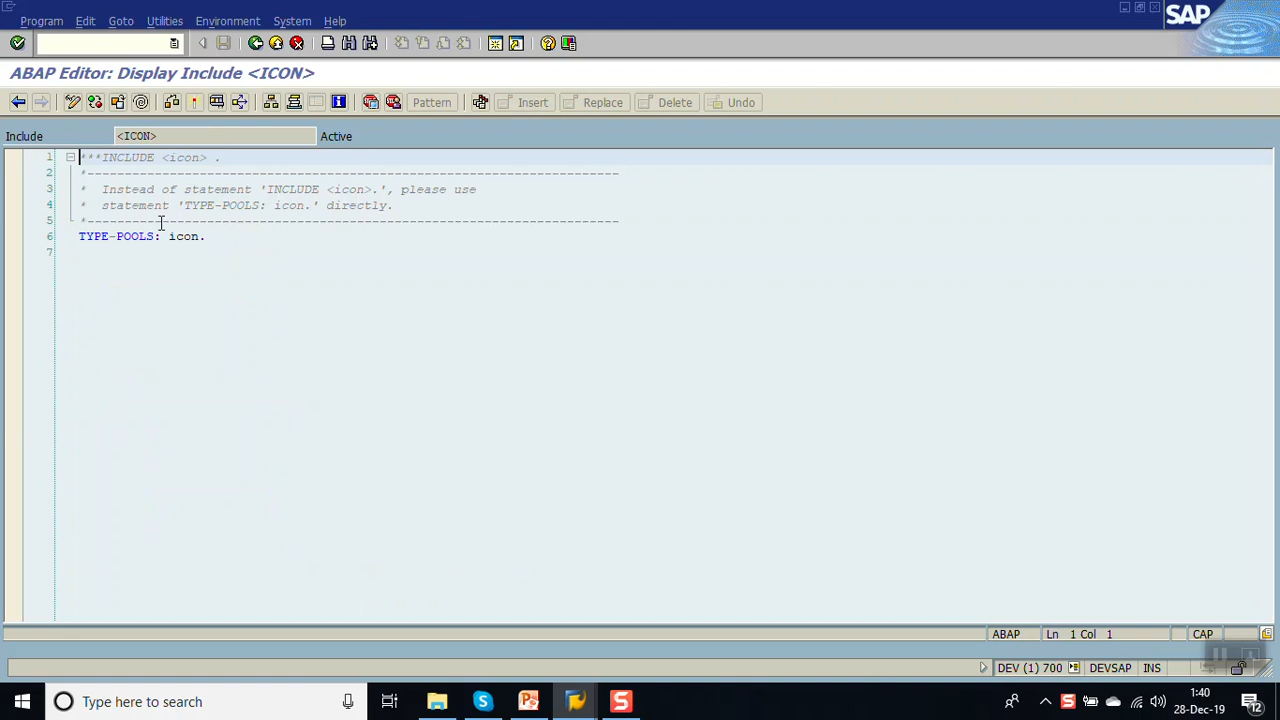 Program Edit Goto Utilities Environment System Help
SAP
ABAP Editor: Display Include <ICON>
Pattern Insert Replace Delete Undo
Include <ICON> Active
1 ***INCLUDE <icon> .
2 *-----------------------------------------------------------------------
3 * Instead of statement 'INCLUDE <icon>.', please use
4 * statement 'TYPE-POOLS: icon.' directly.
5 *-----------------------------------------------------------------------
6 TYPE-POOLS: icon.
7
ABAP Ln 1 Col 1 CAP
DEV (1) 700 DEVSAP INS
Type here to search
1:40
28-Dec-19
12